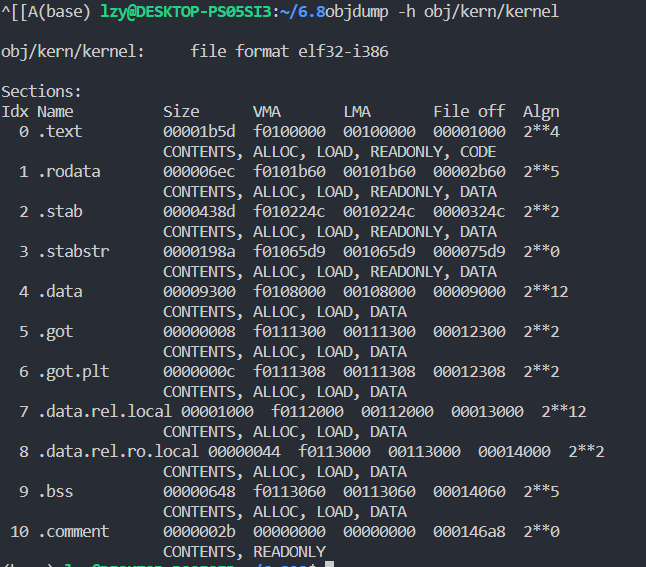 ^[[A(base) lzy@DESKTOP-PS05SI3:~/6.8objdump -h obj/kern/kernel
obj/kern/kernel:     file format elf32-i386
Sections:
Idx Name          Size      VMA       LMA       File off  Algn
  0 .text         00001b5d  f0100000  00100000  00001000  2**4
                  CONTENTS, ALLOC, LOAD, READONLY, CODE
  1 .rodata       000006ec  f0101b60  00101b60  00002b60  2**5
                  CONTENTS, ALLOC, LOAD, READONLY, DATA
  2 .stab         0000438d  f010224c  0010224c  0000324c  2**2
                  CONTENTS, ALLOC, LOAD, READONLY, DATA
  3 .stabstr      0000198a  f01065d9  001065d9  000075d9  2**0
                  CONTENTS, ALLOC, LOAD, READONLY, DATA
  4 .data         00009300  f0108000  00108000  00009000  2**12
                  CONTENTS, ALLOC, LOAD, DATA
  5 .got          00000008  f0111300  00111300  00012300  2**2
                  CONTENTS, ALLOC, LOAD, DATA
  6 .got.plt      0000000c  f0111308  00111308  00012308  2**2
                  CONTENTS, ALLOC, LOAD, DATA
  7 .data.rel.local 00001000  f0112000  00112000  00013000  2**12
                  CONTENTS, ALLOC, LOAD, DATA
  8 .data.rel.ro.local 00000044  f0113000  00113000  00014000  2**2
                  CONTENTS, ALLOC, LOAD, DATA
  9 .bss          00000648  f0113060  00113060  00014060  2**5
                  CONTENTS, ALLOC, LOAD, DATA
 10 .comment      0000002b  00000000  00000000  000146a8  2**0
                  CONTENTS, READONLY